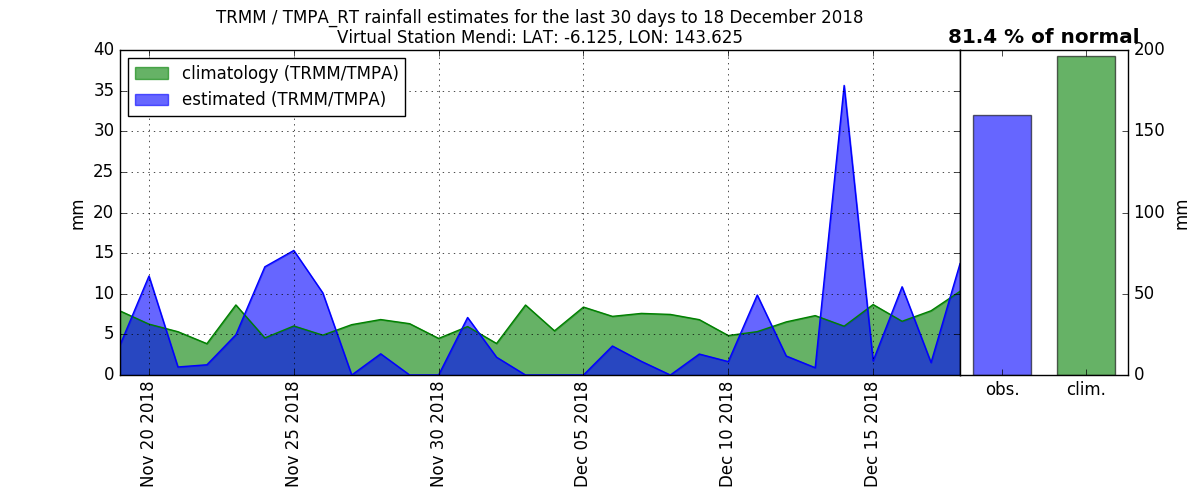 TRMM / TMPA_RT rainfall estimates for the last 30 days to 18 December 2018
Virtual Station Mendi: LAT: -6.125, LON: 143.625
81.4 % of normal
climatology (TRMM/TMPA)
estimated (TRMM/TMPA)
40
35
30
25
20
15
10
5
0
mm
Nov 20 2018
Nov 25 2018
Nov 30 2018
Dec 05 2018
Dec 10 2018
Dec 15 2018
200
150
100
50
0
mm
obs.
clim.